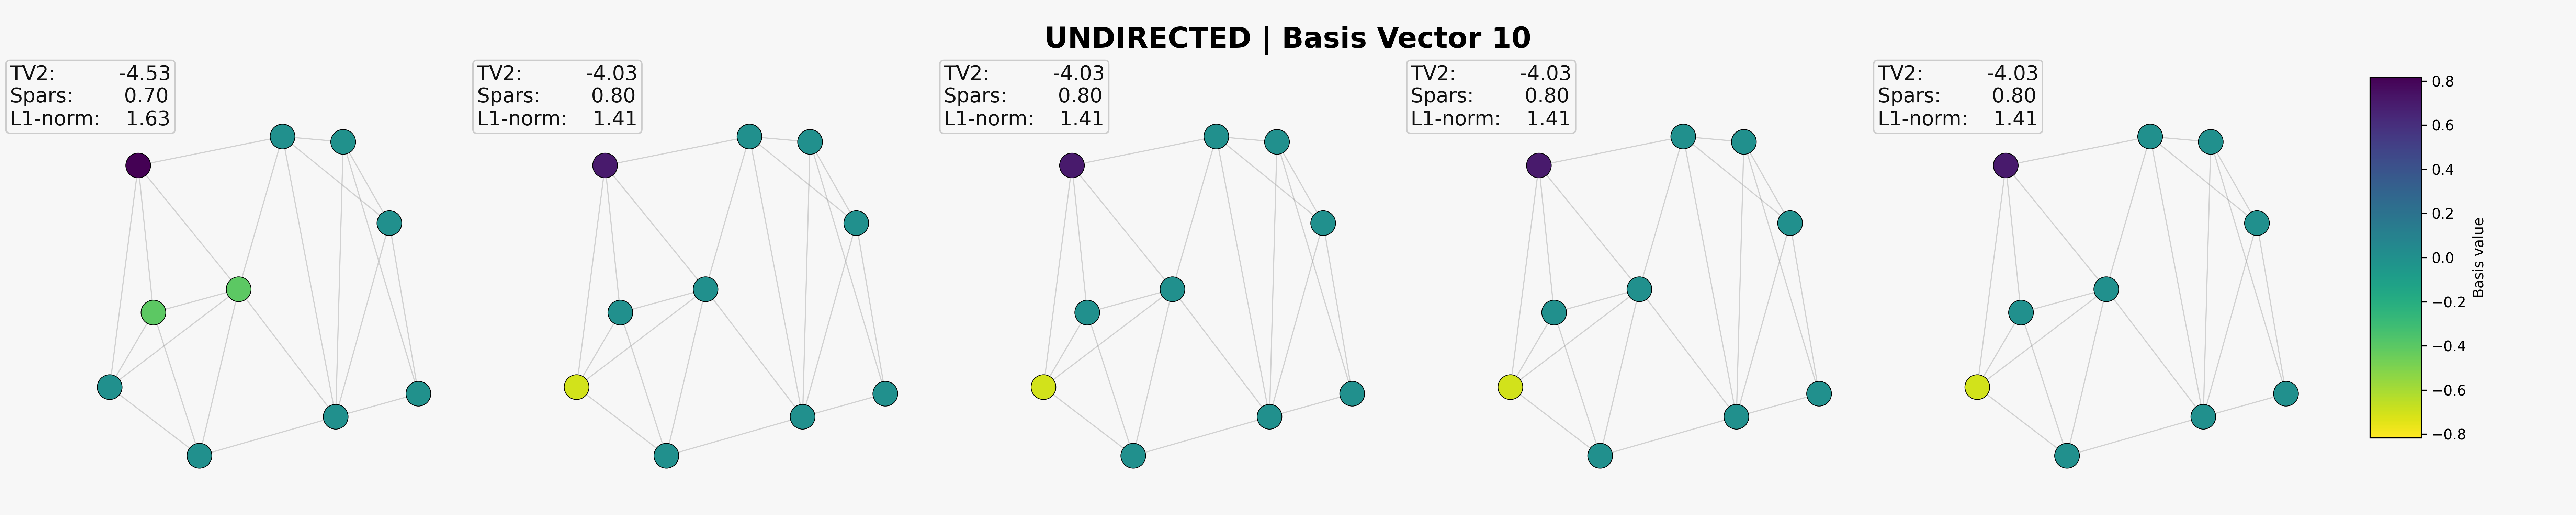 UNDIRECTED | Basis Vector 10
TV2: -4.53
Spars: 0.70
L1-norm: 1.63
TV2: -4.03
Spars: 0.80
L1-norm: 1.41
TV2: -4.03
Spars: 0.80
L1-norm: 1.41
TV2: -4.03
Spars: 0.80
L1-norm: 1.41
TV2: -4.03
Spars: 0.80
L1-norm: 1.41
0.8
0.6
0.4
0.2
0.0
−0.2
−0.4
−0.6
−0.8
Basis value